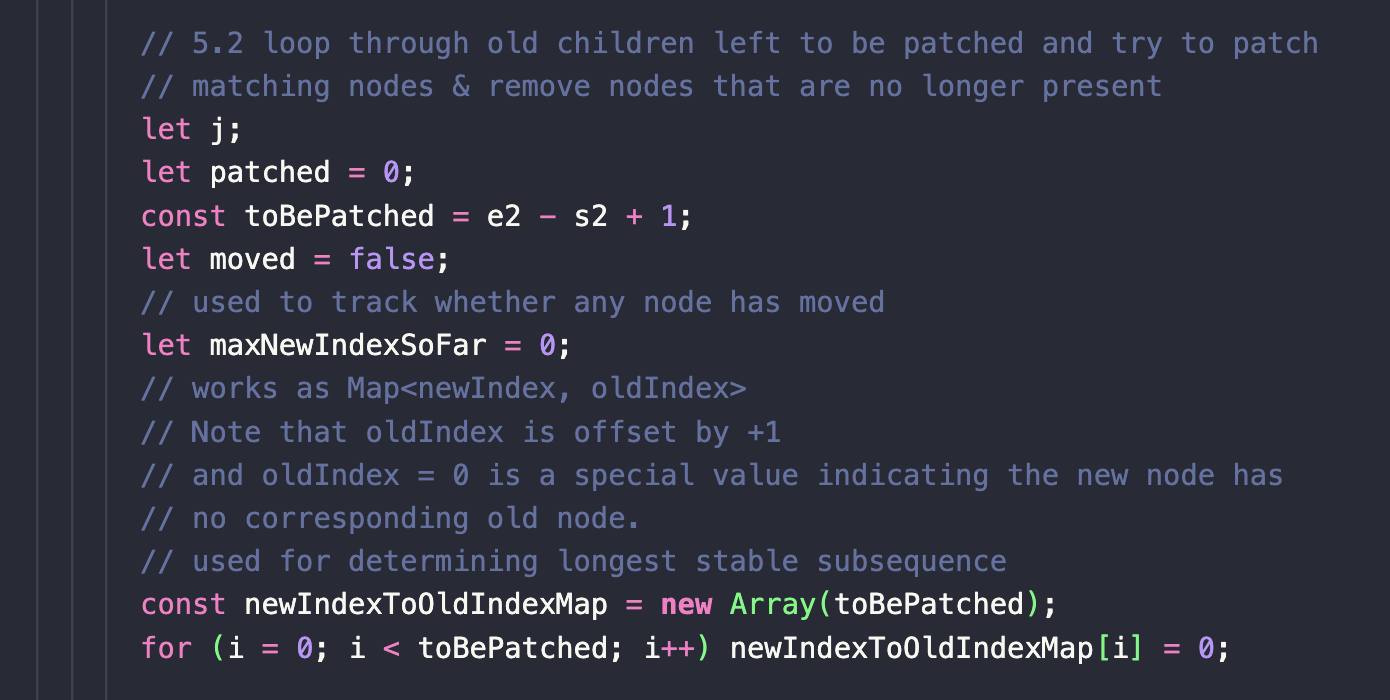 // 5.2 loop through old children left to be patched and try to patch
// matching nodes & remove nodes that are no longer present
let j;
let patched = 0;
const toBePatched = e2 - s2 + 1;
let moved = false;
// used to track whether any node has moved
let maxNewIndexSoFar = 0;
// works as Map<newIndex, oldIndex>
// Note that oldIndex is offset by +1
// and oldIndex = 0 is a special value indicating the new node has
// no corresponding old node.
// used for determining longest stable subsequence
const newIndexToOldIndexMap = new Array(toBePatched);
for (i = 0; i < toBePatched; i++) newIndexToOldIndexMap[i] = 0;